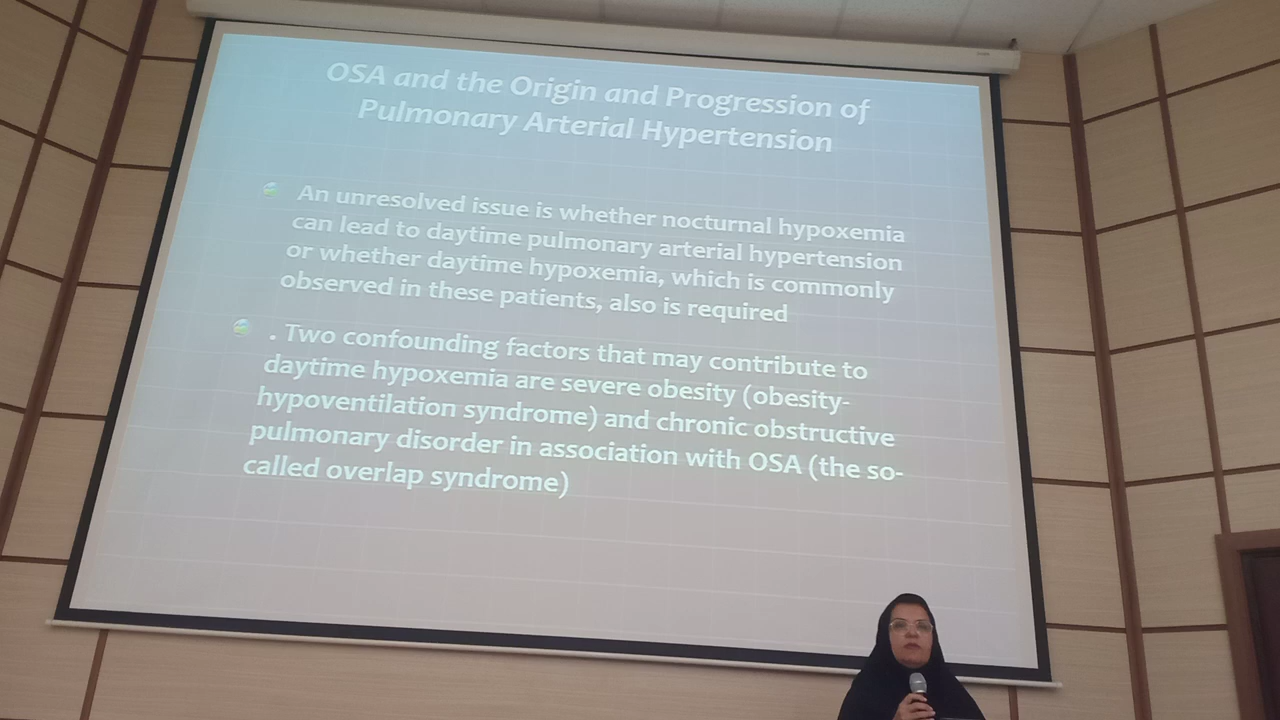 OSA and the Origin and Progression of
Pulmonary Arterial Hypertension
An unresolved issue is whether nocturnal hypoxemia
can lead to daytime pulmonary arterial hypertension
or whether daytime hypoxemia, which is commonly
observed in these patients, also is required
. Two confounding factors that may contribute to
daytime hypoxemia are severe obesity (obesity-
hypoventilation syndrome) and chronic obstructive
pulmonary disorder in association with OSA (the so-
called overlap syndrome)